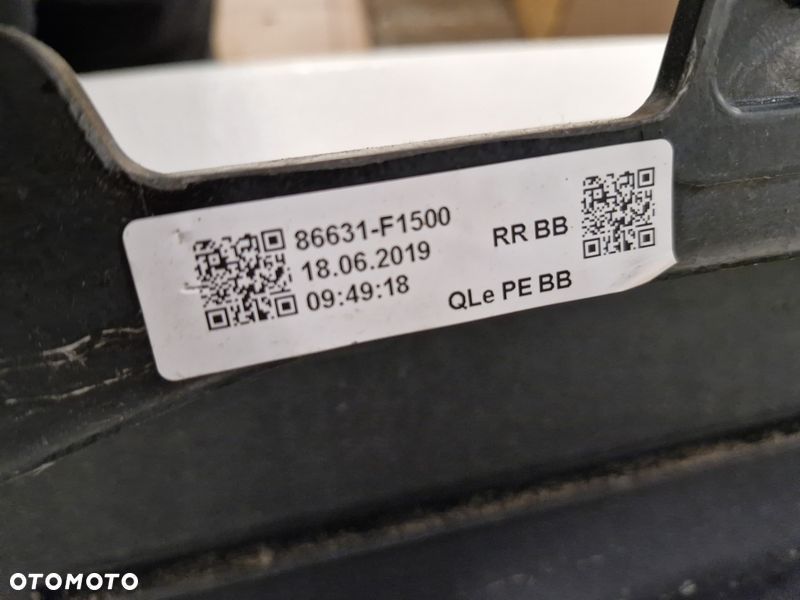 86631-F1500
18.06.2019
09:49:18
RR BB
QLe PE BB
OTOMOTO